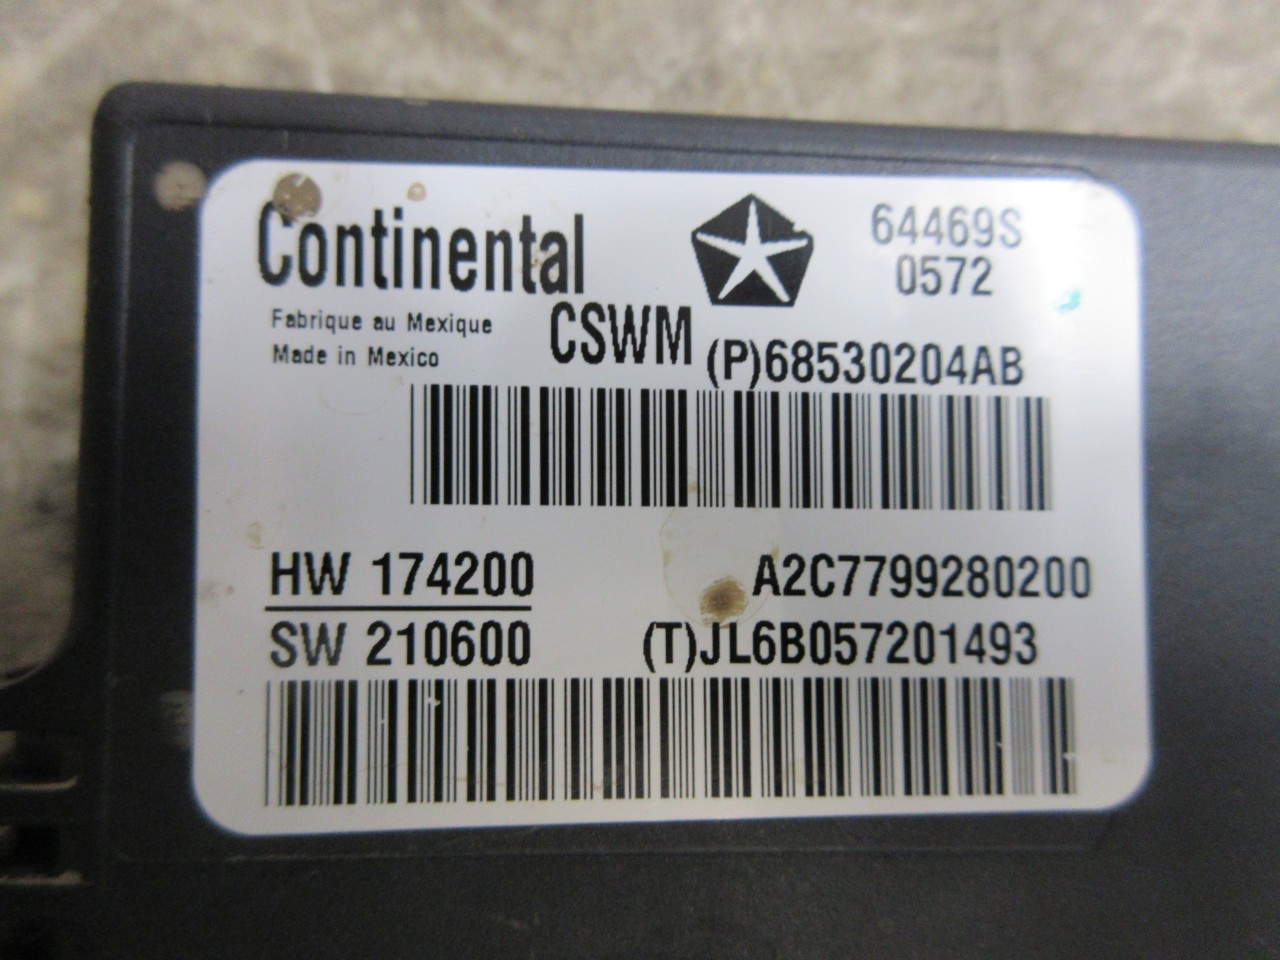 Continental
64469S
0572
Fabrique au Mexique
Made in Mexico
CSWM (P)68530204AB
HW 174200 A2C7799280200
SW 210600 (T)JL6B057201493